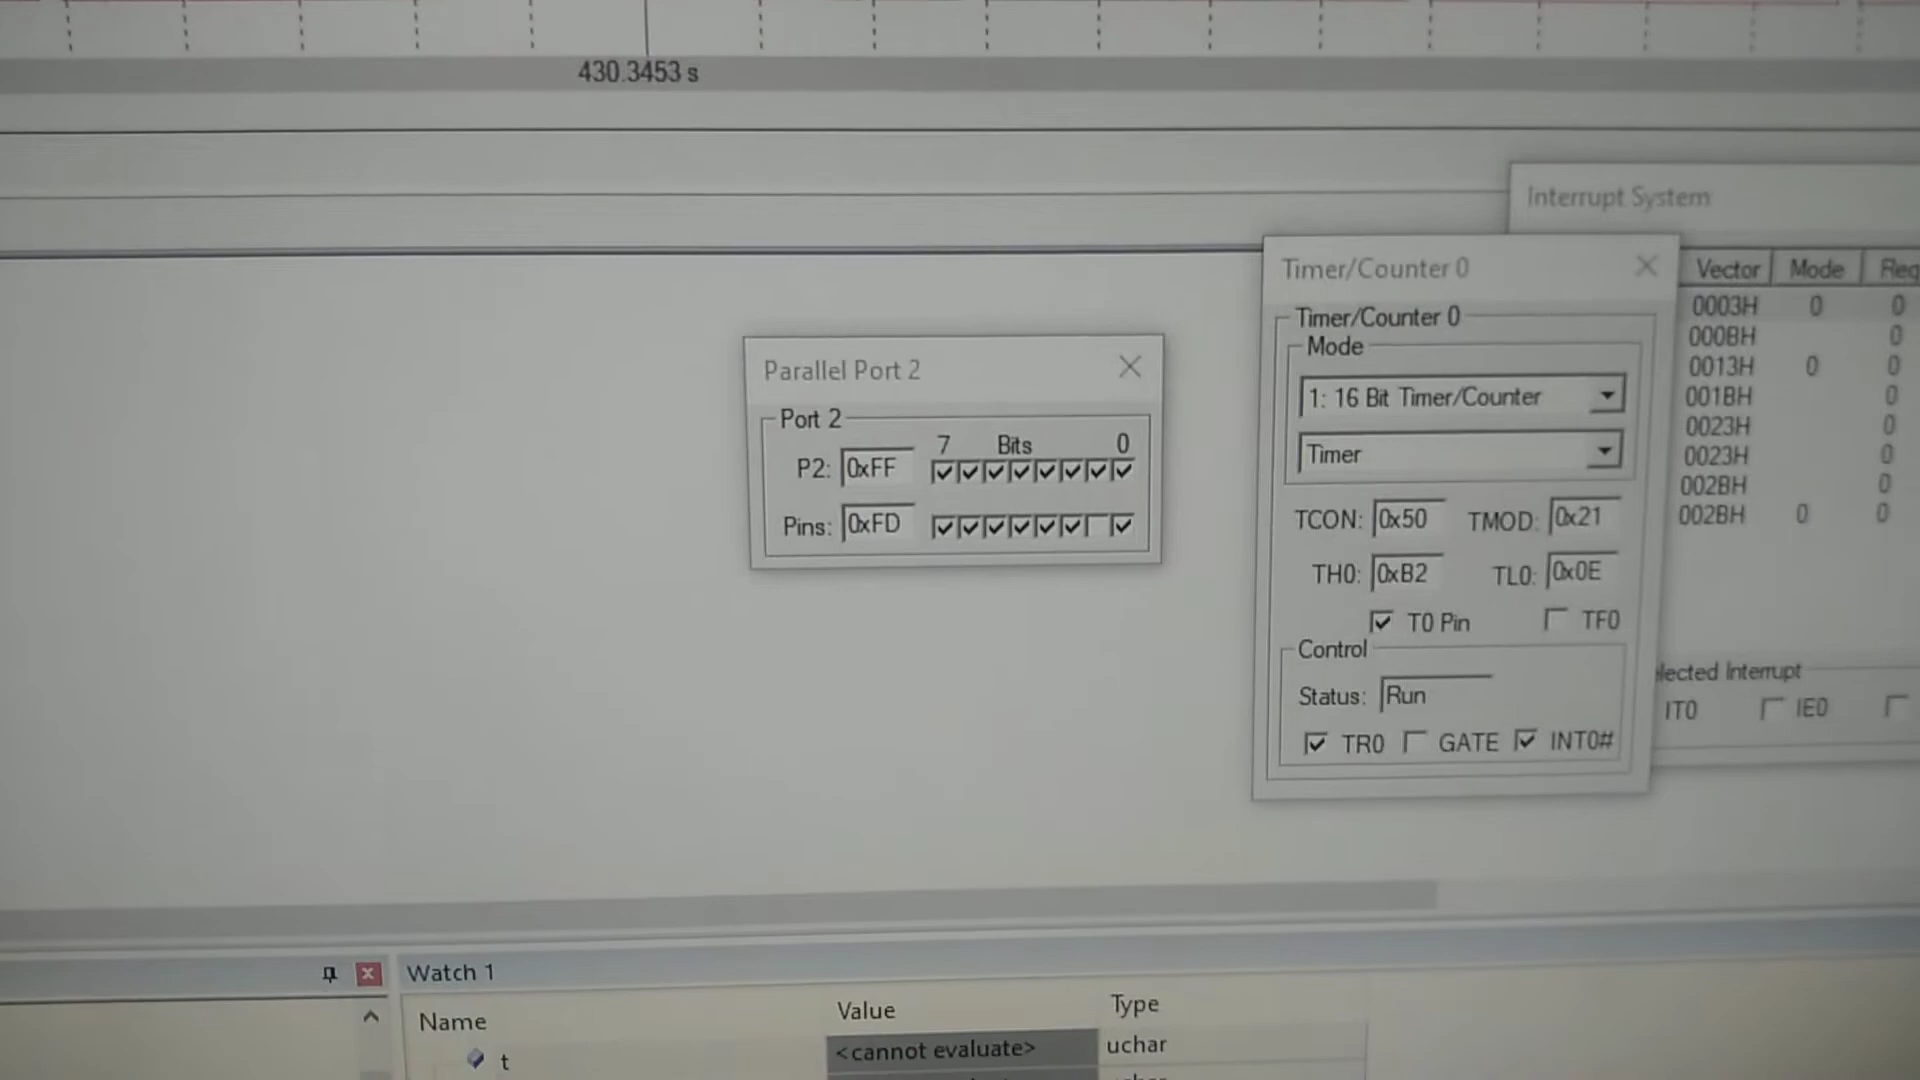 430.3453 s
Interrupt System
Vector Mode Req
0003H 0 0
000BH 0
0013H 0 0
001BH 0
0023H 0
0023H 0
002BH 0
002BH 0 0
Selected Interrupt
IT0 IE0
Timer/Counter 0
Timer/Counter 0
Mode
1: 16 Bit Timer/Counter
Timer
TCON: 0x50 TMOD: 0x21
TH0: 0xB2 TL0: 0x0E
T0 Pin TF0
Control
Status: Run
TR0 GATE INT0#
Parallel Port 2
Port 2
7 Bits 0
P2: 0xFF
Pins: 0xFD
Watch 1
Name Value Type
t <cannot evaluate> uchar